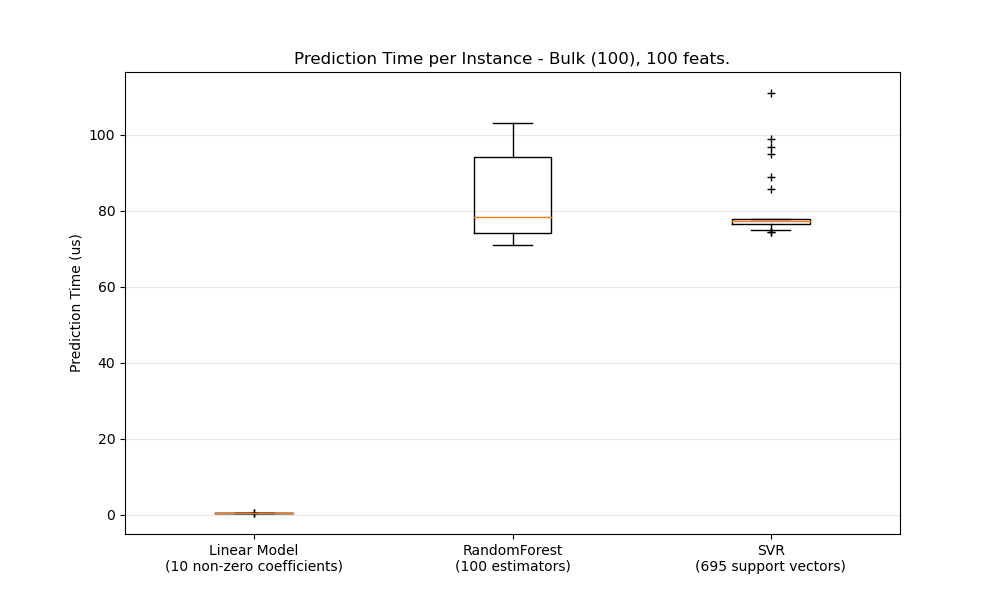 Prediction Time per Instance - Bulk (100), 100 feats.
Prediction Time (us)
100
80
60
40
20
0
Linear Model
(10 non-zero coefficients)
RandomForest
(100 estimators)
SVR
(695 support vectors)